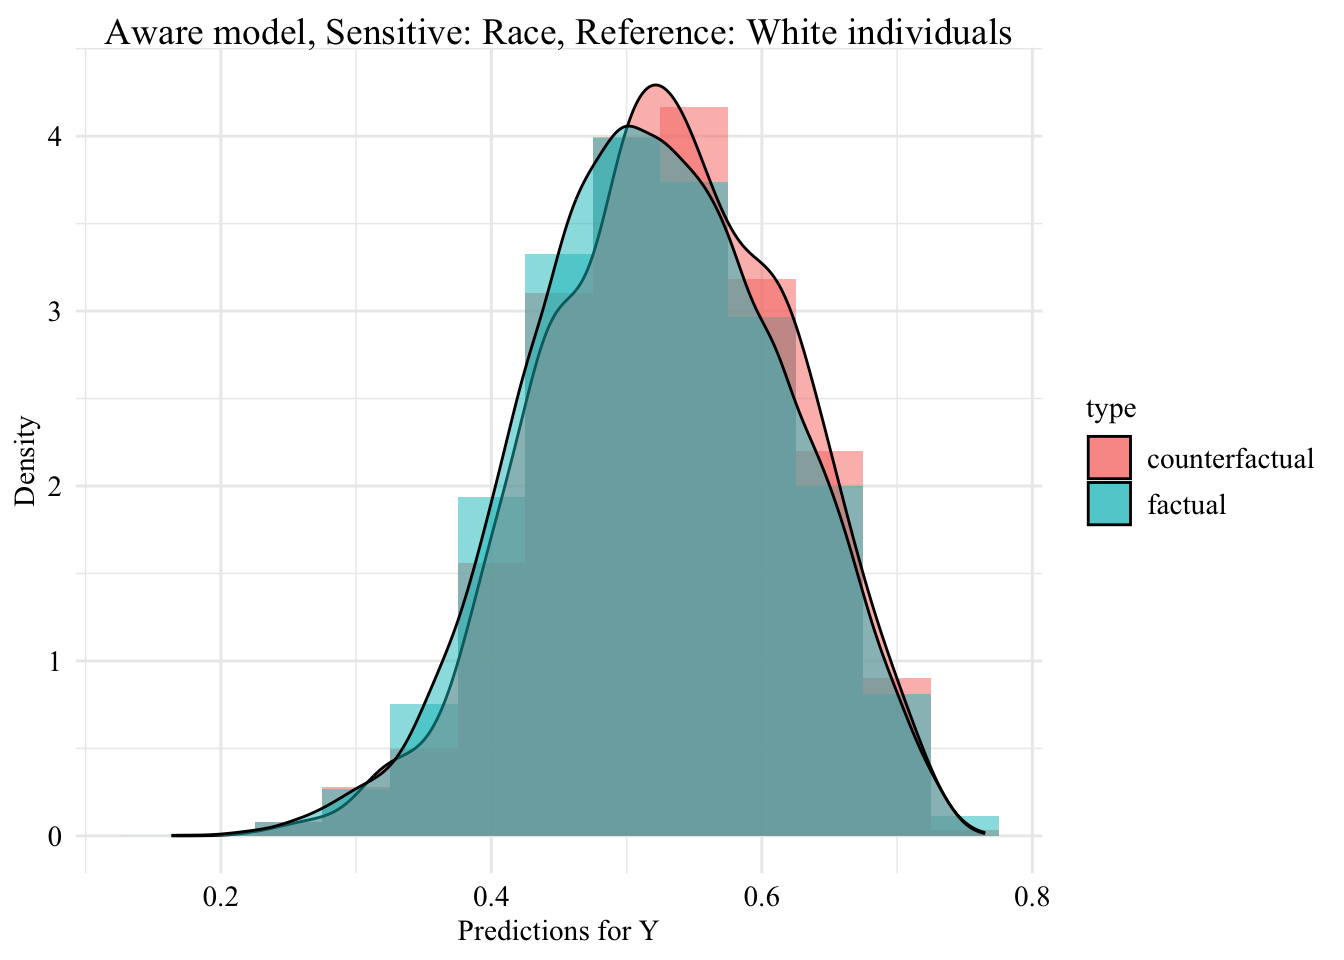 Aware model, Sensitive: Race, Reference: White individuals
4
3
2
1
0
Density
0.2
0.4
0.6
0.8
Predictions for Y
type
counterfactual
factual